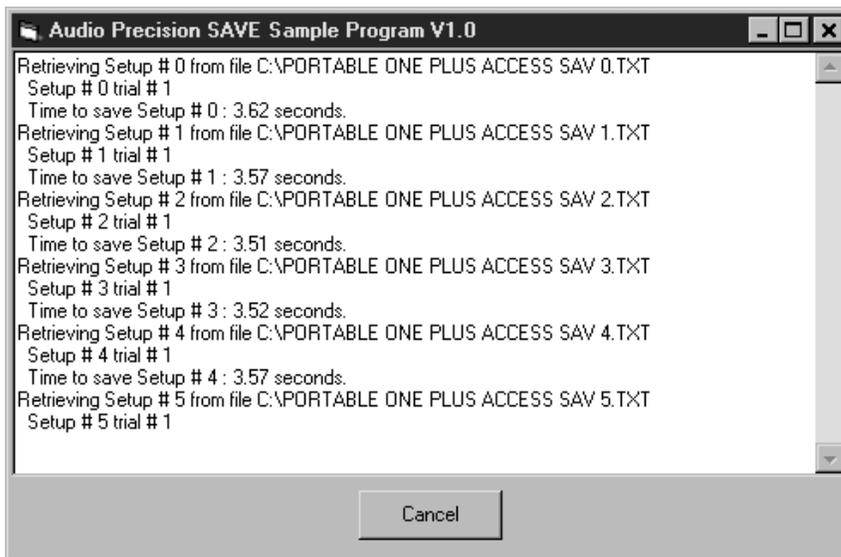 Audio Precision SAVE Sample Program V1.0
Retrieving Setup # 0 from file C:\PORTABLE ONE PLUS ACCESS SAV 0.TXT
Setup # 0 trial # 1
Time to save Setup # 0 : 3.62 seconds.
Retrieving Setup # 1 from file C:\PORTABLE ONE PLUS ACCESS SAV 1.TXT
Setup # 1 trial # 1
Time to save Setup # 1 : 3.57 seconds.
Retrieving Setup # 2 from file C:\PORTABLE ONE PLUS ACCESS SAV 2.TXT
Setup # 2 trial # 1
Time to save Setup # 2 : 3.51 seconds.
Retrieving Setup # 3 from file C:\PORTABLE ONE PLUS ACCESS SAV 3.TXT
Setup # 3 trial # 1
Time to save Setup # 3 : 3.52 seconds.
Retrieving Setup # 4 from file C:\PORTABLE ONE PLUS ACCESS SAV 4.TXT
Setup # 4 trial # 1
Time to save Setup # 4 : 3.57 seconds.
Retrieving Setup # 5 from file C:\PORTABLE ONE PLUS ACCESS SAV 5.TXT
Setup # 5 trial # 1
Cancel